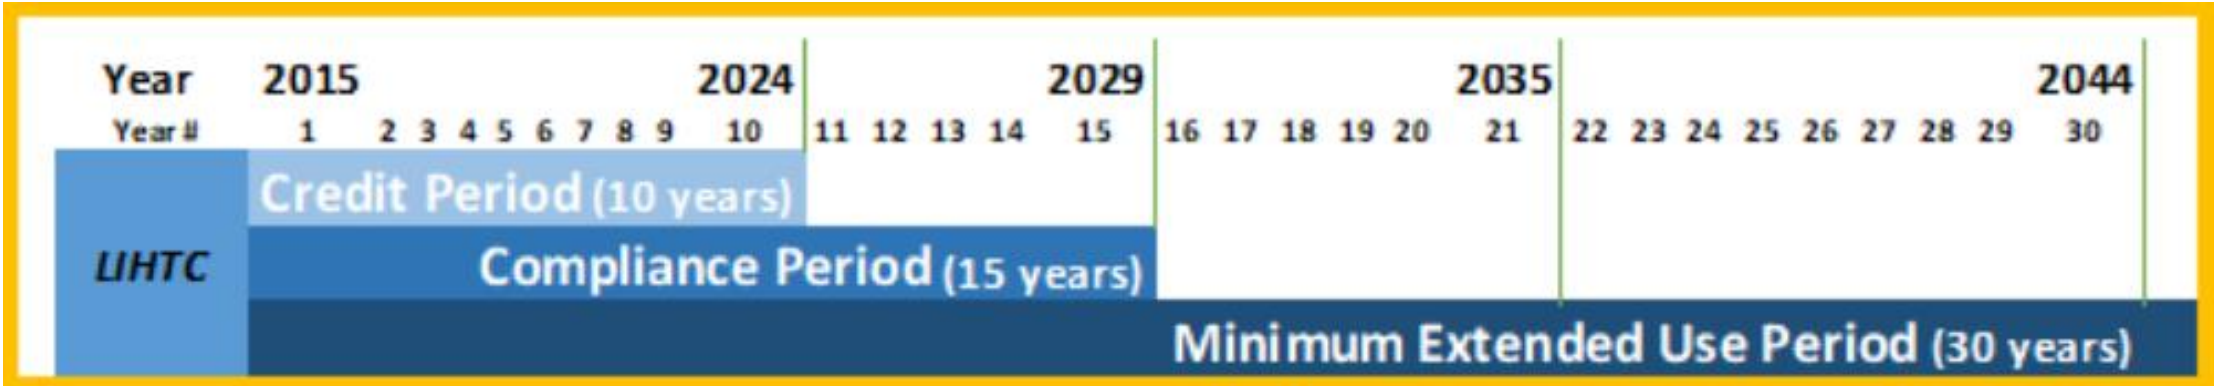 Year 2015 2024 2029 2035 2044
Year# 1 2 3 4 5 6 7 8 9 10 11 12 13 14 15 16 17 18 19 20 21 22 23 24 25 26 27 28 29 30
Credit Period (10 years)
LIHTC Compliance Period (15 years)
Minimum Extended Use Period (30 years)